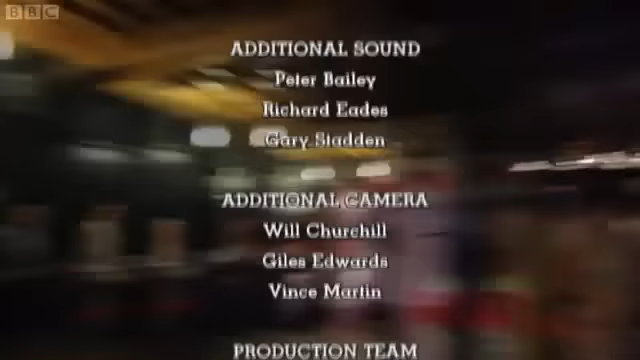 BBC
ADDITIONAL SOUND
Peter Bailey
Richard Eades
Gary Stadden
ADDITIONAL CAMERA
Will Churchill
Giles Edwards
Vince Martin
PRODUCTION TEAM